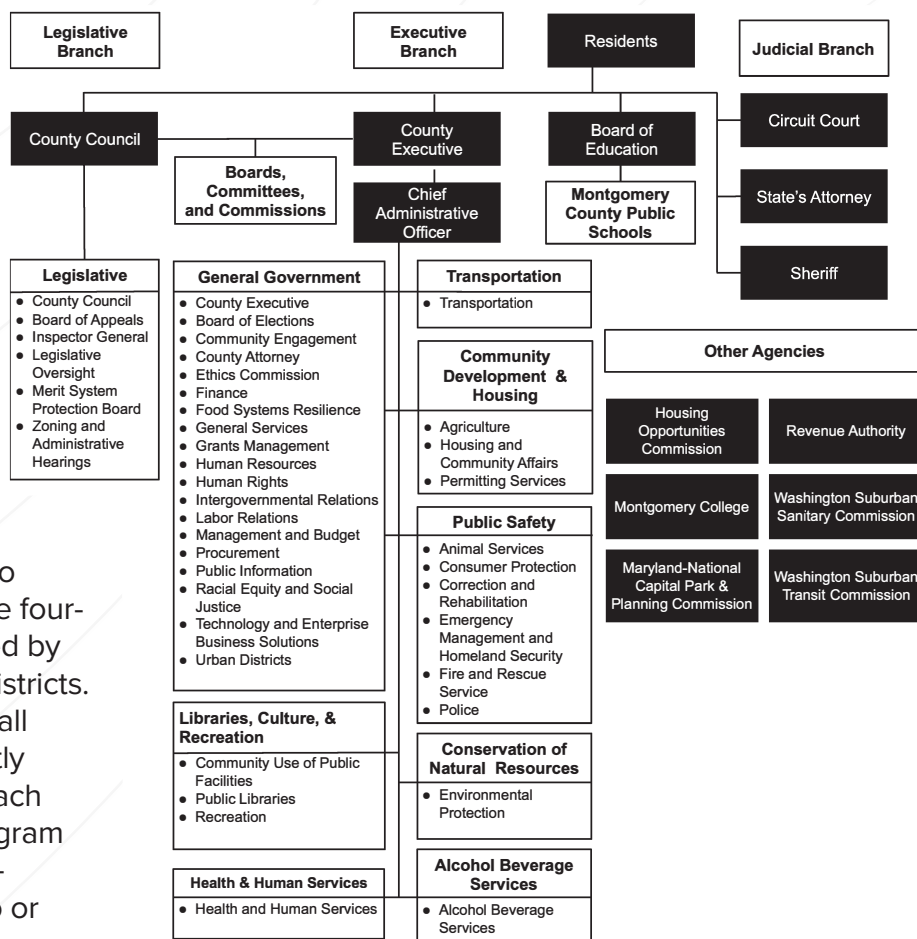 Legislative
Branch
Executive
Branch
Residents
Judicial Branch
County Council
County
Executive
Board of
Education
Circuit Court
Boards,
Committees,
and Commissions
Chief
Administrative
Officer
Montgomery
County Public
Schools
State's Attorney
Sheriff
Legislative
● County Council
● Board of Appeals
● Inspector General
● Legislative
Oversight
● Merit System
Protection Board
● Zoning and
Administrative
Hearings
General Government
● County Executive
● Board of Elections
● Community Engagement
● County Attorney
● Ethics Commission
● Finance
● Food Systems Resilience
● General Services
● Grants Management
● Human Resources
● Human Rights
● Intergovernmental Relations
● Labor Relations
● Management and Budget
● Procurement
● Public Information
● Racial Equity and Social
Justice
● Technology and Enterprise
Business Solutions
● Urban Districts
Transportation
● Transportation
Community
Development &
Housing
● Agriculture
● Housing and
Community Affairs
● Permitting Services
Public Safety
● Animal Services
● Consumer Protection
● Correction and
Rehabilitation
● Emergency
Management and
Homeland Security
● Fire and Rescue
Service
● Police
Libraries, Culture, &
Recreation
● Community Use of Public
Facilities
● Public Libraries
● Recreation
Conservation of
Natural Resources
● Environmental
Protection
Health & Human Services
● Health and Human Services
Alcohol Beverage
Services
● Alcohol Beverage
Services
Other Agencies
Housing
Opportunities
Commission
Revenue Authority
Montgomery College
Washington Suburban
Sanitary Commission
Maryland-National
Capital Park &
Planning Commission
Washington Suburban
Transit Commission
four-
by
districts.
all
or